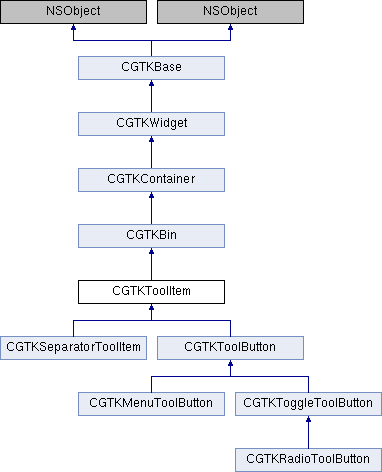 NSObject
NSObject
CGTKBase
CGTKWidget
CGTKContainer
CGTKBin
CGTKToolItem
CGTKSeparatorToolItem
CGTKToolButton
CGTKMenuToolButton
CGTKToggleToolButton
CGTKRadioToolButton